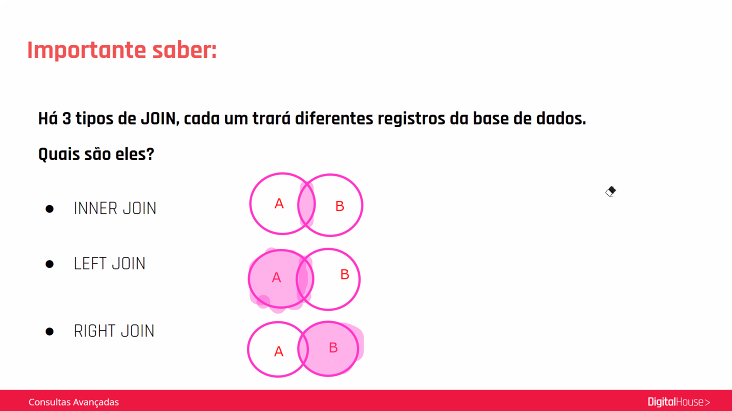 Importante saber:
Há 3 tipos de JOIN, cada um trará diferentes registros da base de dados.
Quais são eles?
● INNER JOIN
A B
● LEFT JOIN
A B
● RIGHT JOIN
A B
Consultas Avançadas
DigitalHouse>